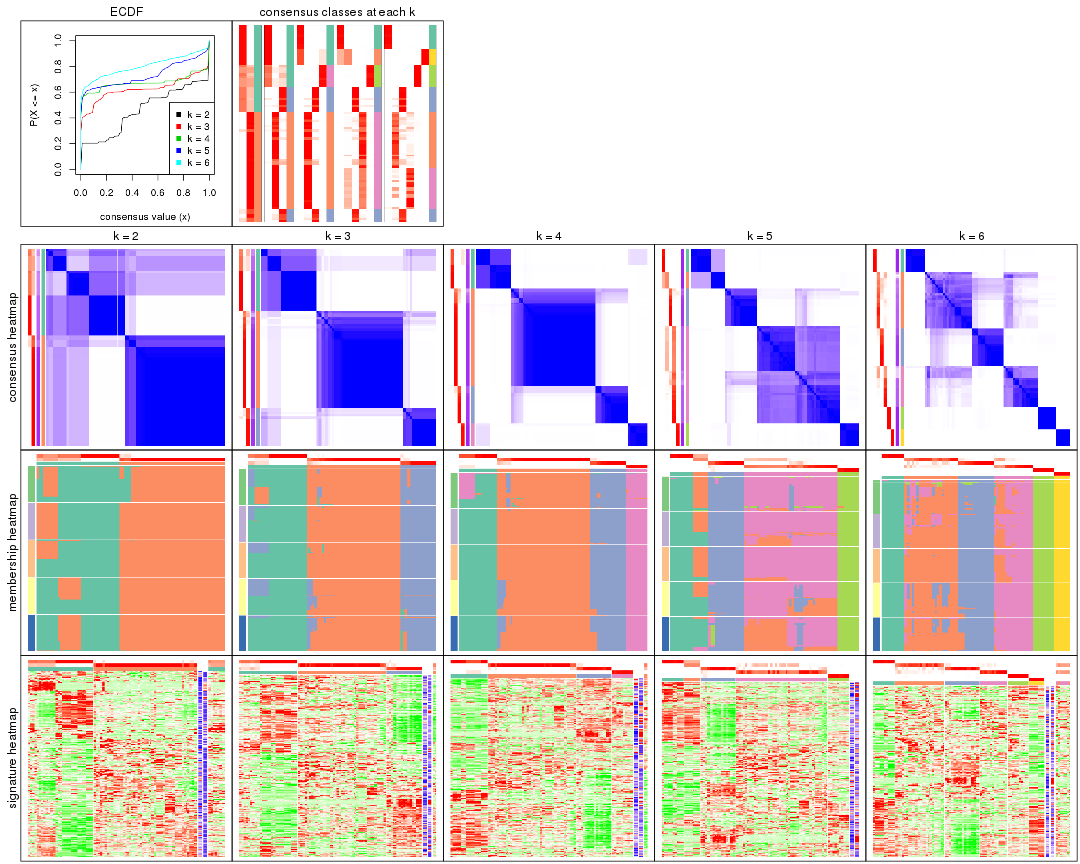 ECDF
consensus classes at each k
P(X <= x)
0.0
0.2
0.4
0.6
0.8
1.0
k = 2
k = 3
k = 4
k = 5
k = 6
0.0 0.2 0.4 0.6 0.8 1.0
consensus value (x)
k = 2
k = 3
k = 4
k = 5
k = 6
consensus heatmap
membership heatmap
signature heatmap